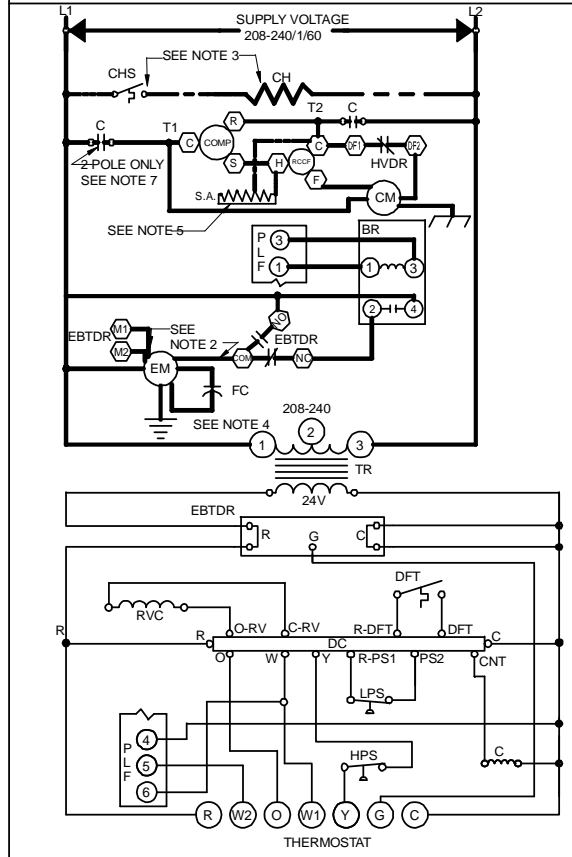 L1
SUPPLY VOLTAGE
L2
208-240/1/60
SEE NOTE 3
CHS
CH
T2
C
R
C
T1
C
COMP
C
DF1
DF2
HVDR
2 POLE ONLY
SEE NOTE 7
S
H
RCCF
F
S.A.
CM
SEE NOTE 5
P
L
F
3
1
BR
1
3
2
4
NO
EBTDR
M1
M2
SEE
NOTE 2
EBTDR
COM
NC
EM
FC
SEE NOTE 4
208-240
1
2
3
TR
24V
EBTDR
R
G
C
DFT
RVC
R
R
O-RV
C-RV
R-DFT
DFT
C
DC
O
W
Y
R-PS1
PS2
CNT
LPS
P
L
F
4
5
6
HPS
C
R
W2
O
W1
Y
G
C
THERMOSTAT